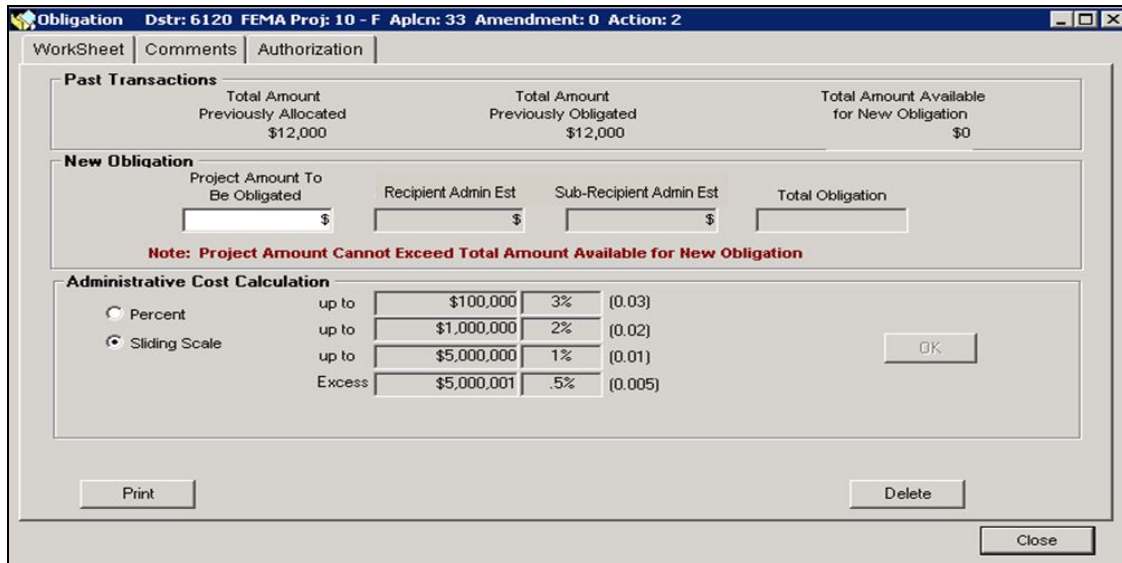 Obligation Dstr: 6120 FEMA Proj: 10 - F Aplcn: 33 Amendment: 0 Action: 2
WorkSheet Comments Authorization
Past Transactions
Total Amount Total Amount Total Amount Available
Previously Allocated Previously Obligated for New Obligation
$12,000 $12,000 $0
New Obligation
Project Amount To
Be Obligated Recipient Admin Est Sub-Recipient Admin Est Total Obligation
$ $ $
Note: Project Amount Cannot Exceed Total Amount Available for New Obligation
Administrative Cost Calculation
Percent up to $100,000 3% (0.03)
Sliding Scale up to $1,000,000 2% (0.02)
up to $5,000,000 1% (0.01)
OK
Excess $5,000,001 .5% (0.005)
Print Delete
Close